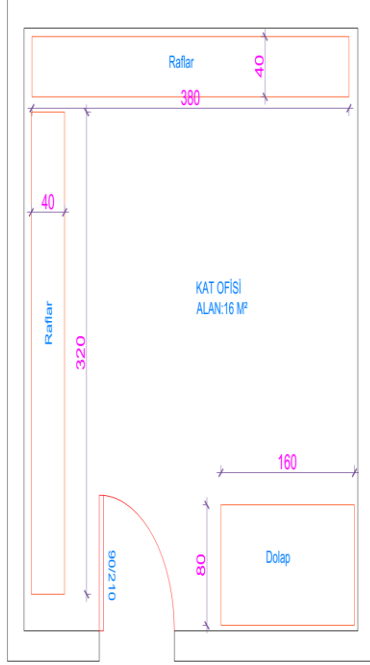 Raflar
40
380
40
Raflar
320
KAT OFİSİ
ALAN:16 M²
160
90/210
80
Dolap